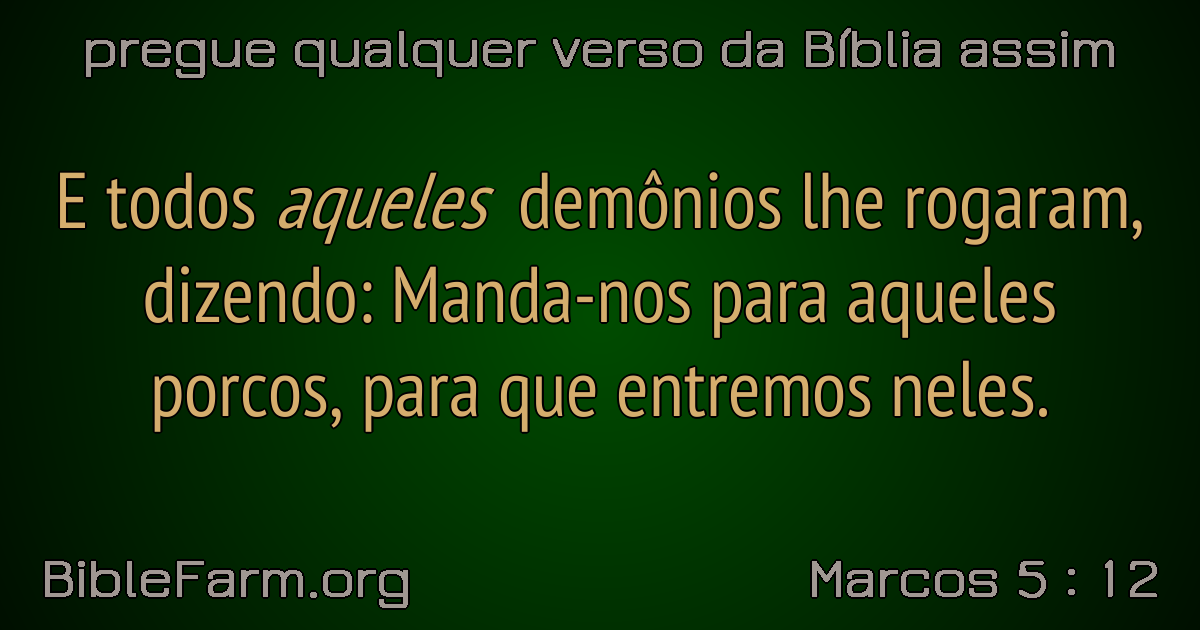 pregue qualquer verso da Bíblia assim
E todos aqueles demônios lhe rogaram,
dizendo: Manda-nos para aqueles
porcos, para que entremos neles.
BibleFarm.org
Marcos 5 : 12